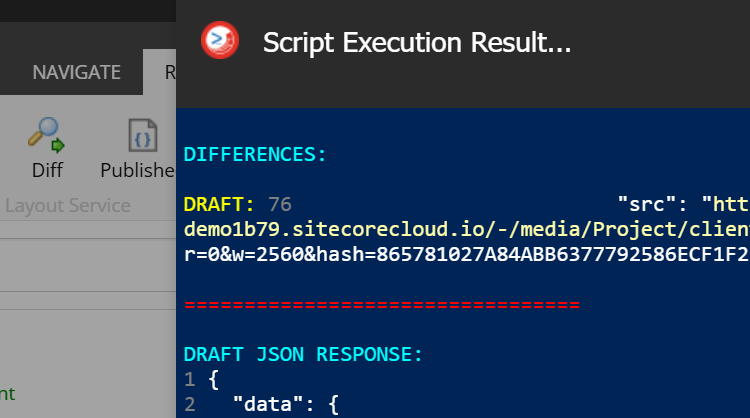 Script Execution Result...
NAVIGATE
R
Diff
Publishe
Layout Service
nt
DIFFERENCES:
DRAFT: 76 "src": "htt
demo1b79.sitecorecloud.io/-/media/Project/clien
r=0&w=2560&hash=865781027A84ABB6377792586ECF1F2
=================================
DRAFT JSON RESPONSE:
1 {
2 "data": {